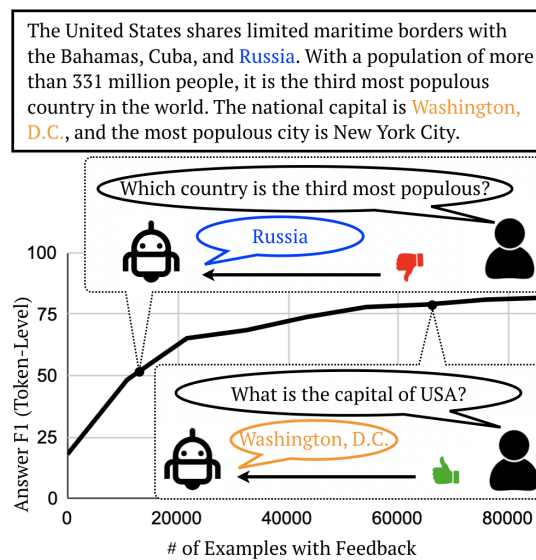 The United States shares limited maritime borders with
the Bahamas, Cuba, and Russia. With a population of more
than 331 million people, it is the third most populous
country in the world. The national capital is Washington,
D.C., and the most populous city is New York City.
Which country is the third most populous?
Russia
100
75
50
25
0
Answer F1 (Token-Level)
What is the capital of USA?
Washington, D.C.
0
20000
40000
60000
80000
# of Examples with Feedback